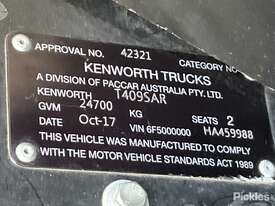 APPROVAL NO. 42321 CATEGORY NO
KENWORTH TRUCKS
A DIVISION OF PACCAR AUSTRALIA PTY. LTD.
KENWORTH T409SAR
GVM 24700 KG SEATS 2
DATE Oct-17 VIN 6F5000000 HA459988
THIS VEHICLE WAS MANUFACTURED TO COMPLY
WITH THE MOTOR VEHICLE STANDARDS ACT 1989
Pickles